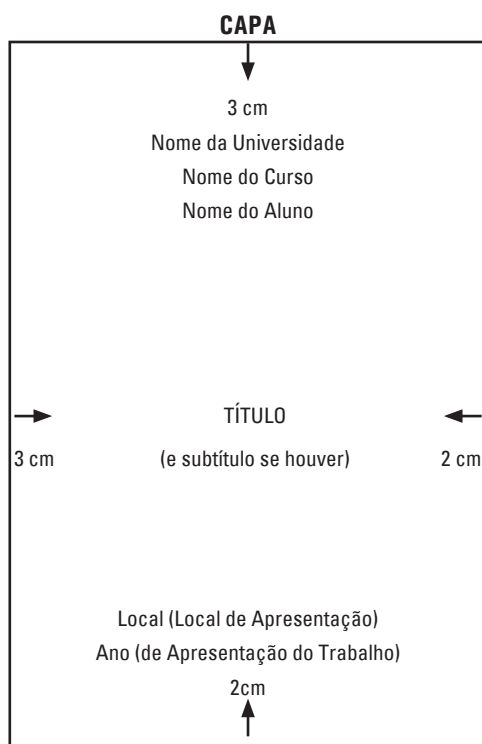 CAPA
3 cm
Nome da Universidade
Nome do Curso
Nome do Aluno
TÍTULO
3 cm (e subtítulo se houver) 2 cm
Local (Local de Apresentação)
Ano (de Apresentação do Trabalho)
2cm